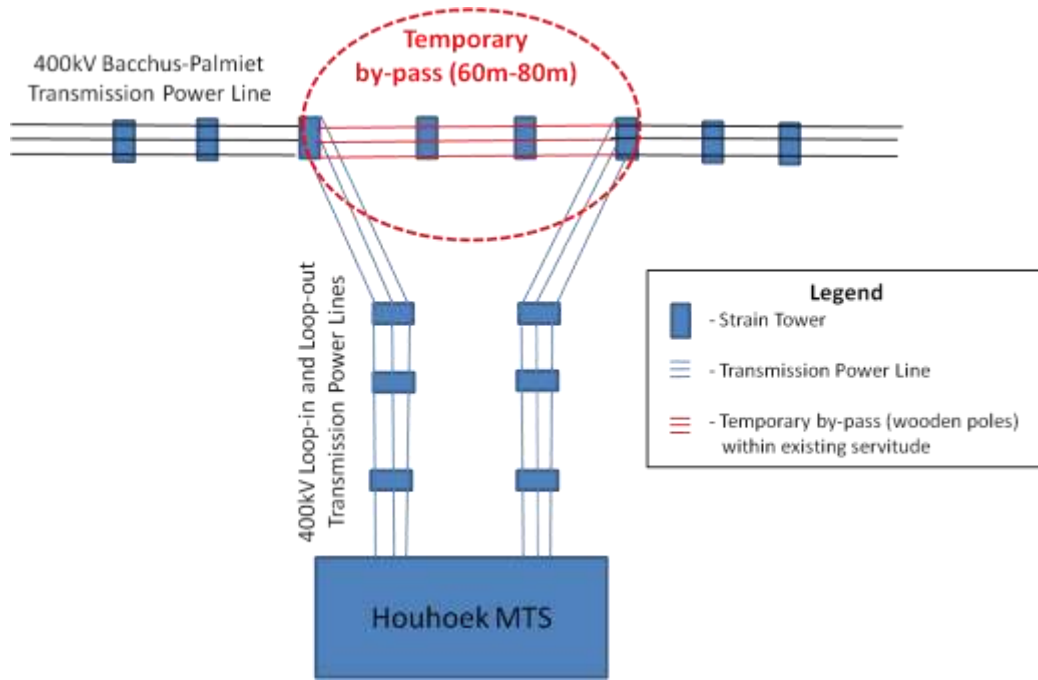 Temporary
by-pass (60m-80m)
400kV Bacchus-Palmiet
Transmission Power Line
400kV Loop-in and Loop-out
Transmission Power Lines
Legend
- Strain Tower
- Transmission Power Line
- Temporary by-pass (wooden poles)
within existing servitude
Houhoek MTS